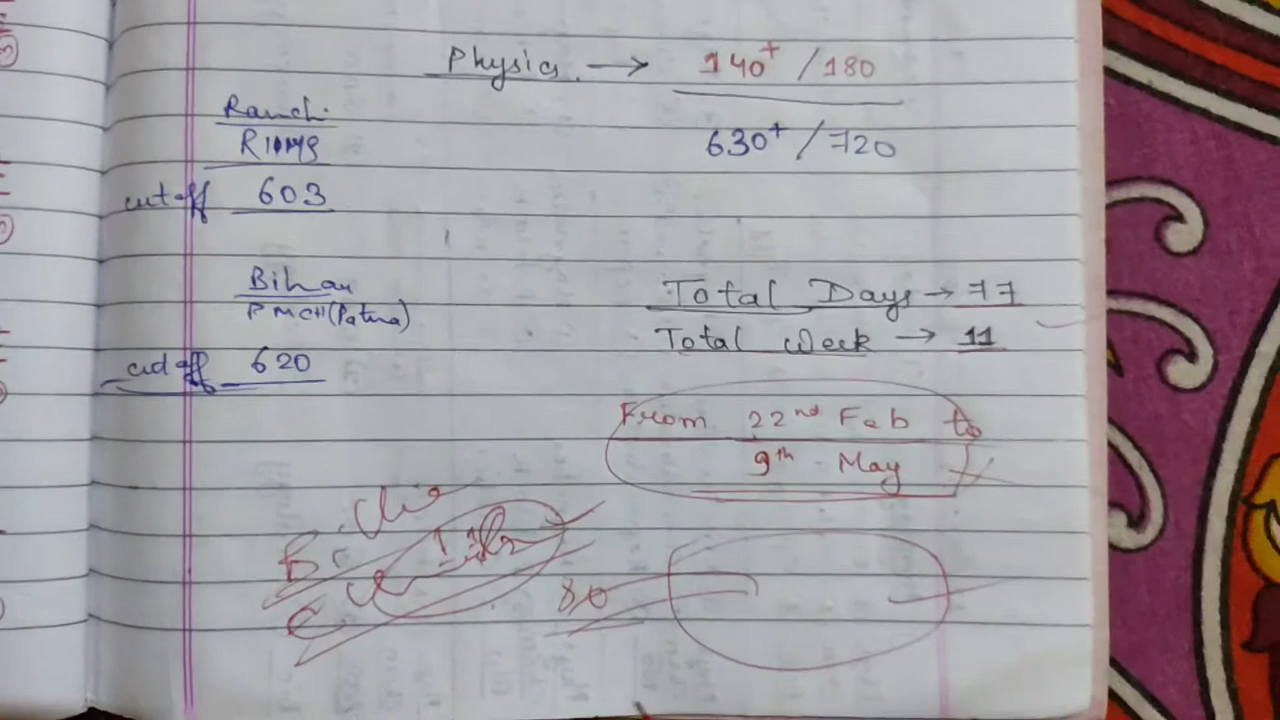 Physics → 140+ /180
630+ /720
Ranchi
RIIMS
cutoff 603
Bihar
PMCH (Patna)
cutoff 620
Total Days → 77
Total Week → 11
From 22nd Feb to
9th May
80